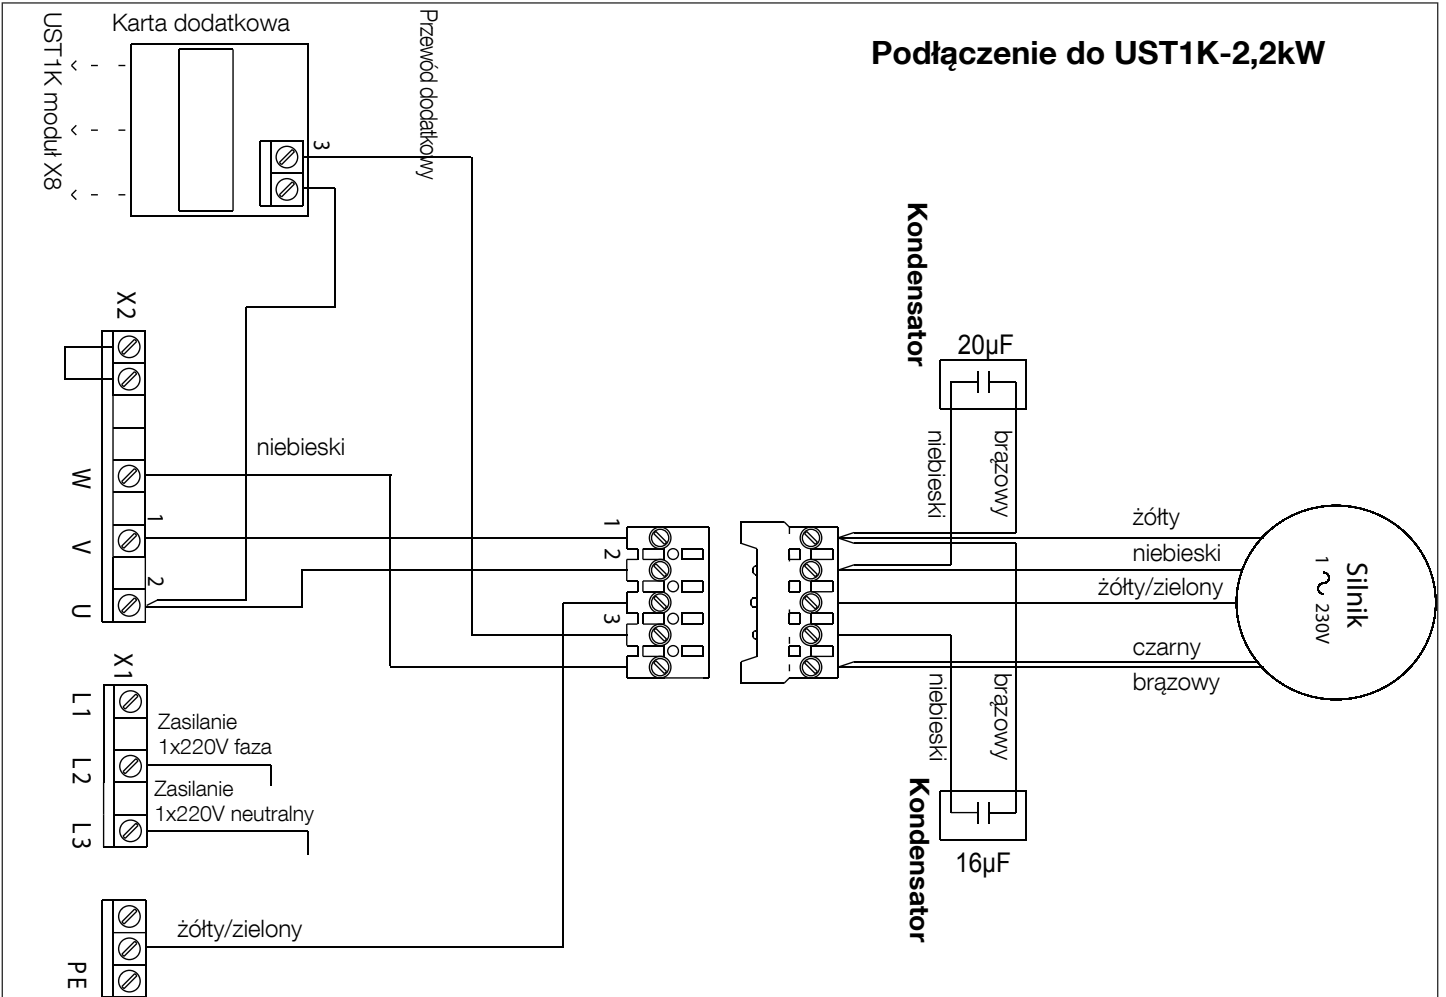 Podłączenie do UST1K-2,2kW
Karta dodatkowa
UST1K moduł X8
3
Przewód dodatkowy
X2
W
V
U
1
2
niebieski
X1
L1
L2
L3
Zasilanie
1x220V faza
Zasilanie
1x220V neutralny
PE
żółty/zielony
1
2
3
Kondensator
20µF
niebieski
brązowy
żółty
niebieski
żółty/zielony
czarny
brązowy
Silnik
1 ∿ 230V
niebieski
brązowy
Kondensator
16µF